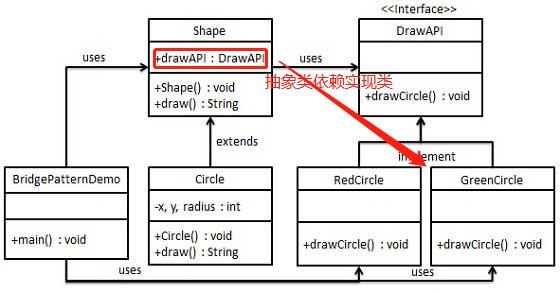 <<Interface>>
Shape
DrawAPI
+drawAPI : DrawAPI
uses
uses
抽象类依赖实现类
+Shape() : void
+draw() : String
+drawCircle() : void
extends
implement
BridgePatternDemo
Circle
RedCircle
GreenCircle
-x, y, radius : int
+main() : void
+Circle() : void
+draw() : String
+drawCircle() : void
+drawCircle() : void
uses
uses